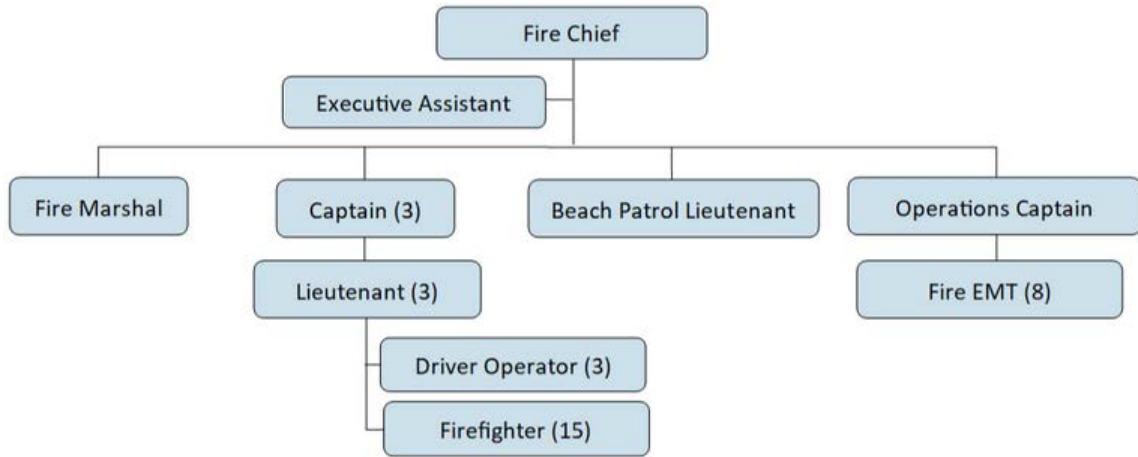 Fire Chief
Executive Assistant
Fire Marshal
Captain (3)
Beach Patrol Lieutenant
Operations Captain
Lieutenant (3)
Fire EMT (8)
Driver Operator (3)
Firefighter (15)